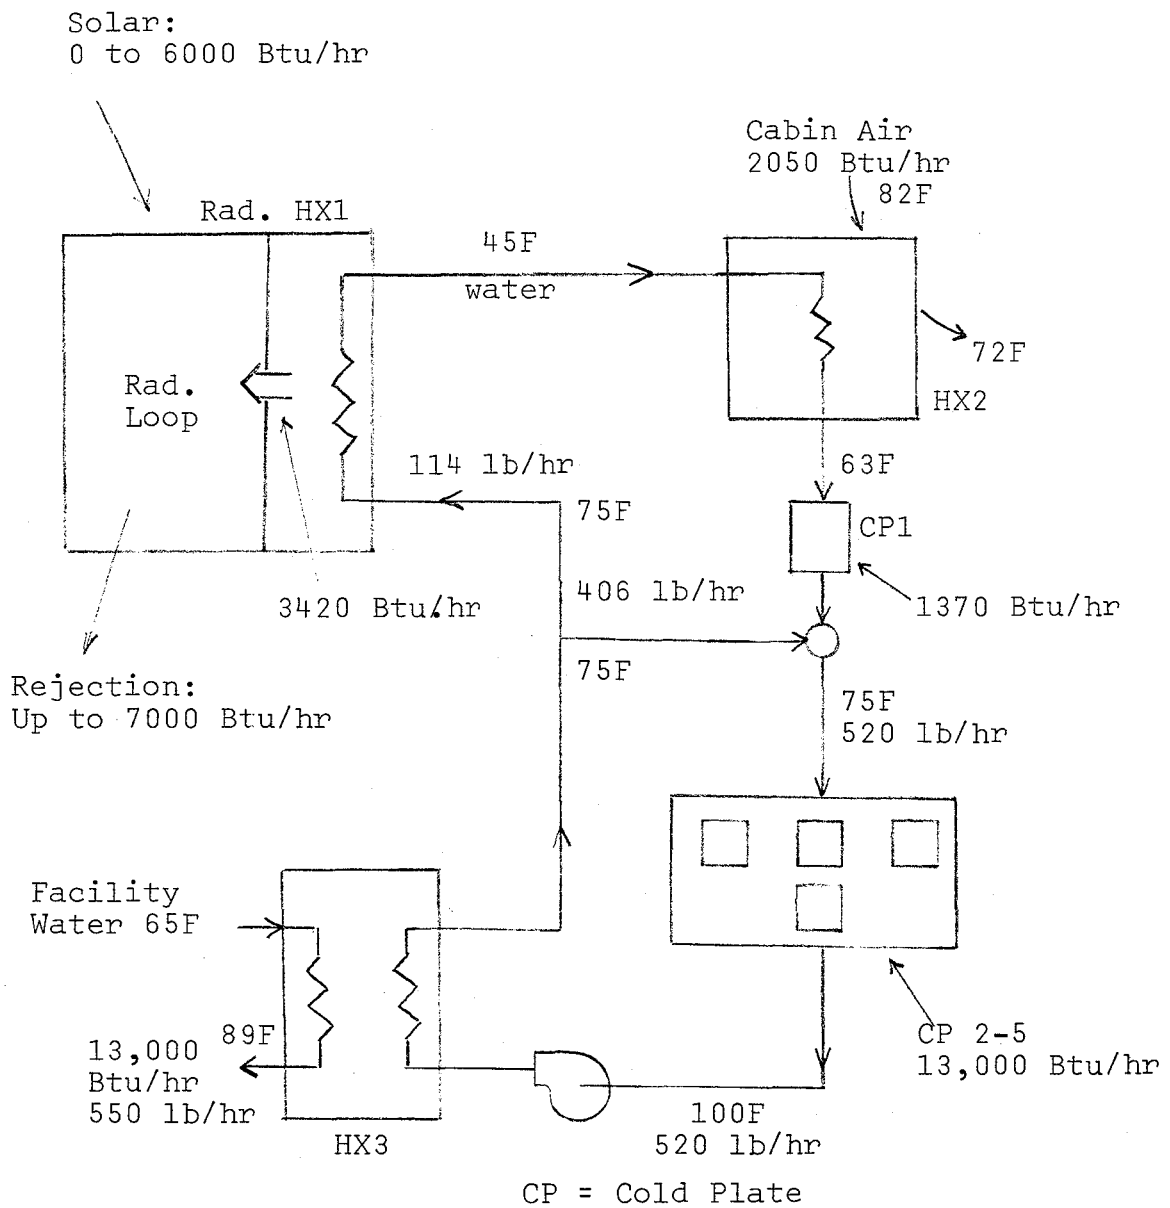 Solar:
0 to 6000 Btu/hr
Cabin Air
2050 Btu/hr
82F
Rad. HX1
45F
water
72F
HX2
Rad.
Loop
114 lb/hr
63F
75F
CP1
3420 Btu/hr
406 lb/hr
1370 Btu/hr
75F
Rejection:
Up to 7000 Btu/hr
75F
520 lb/hr
Facility
Water 65F
89F
13,000
Btu/hr
550 lb/hr
CP 2-5
13,000 Btu/hr
100F
520 lb/hr
HX3
CP = Cold Plate